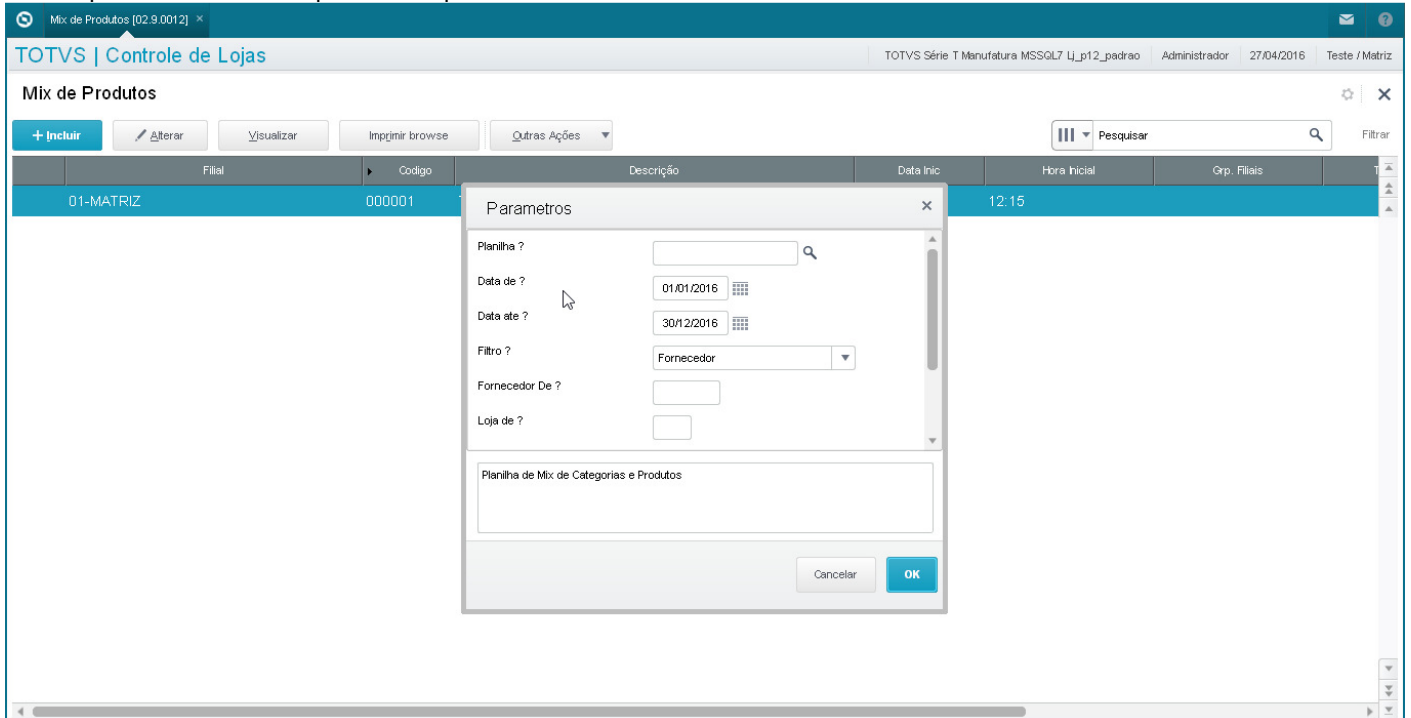 Mix de Produtos [02.9.0012] ×
TOTVS | Controle de Lojas
TOTVS Série T Manufatura MSSQL7 Lj_p12_padrao Administrador 27/04/2016 Teste / Matriz
Mix de Produtos
+ Incluir Alterar Visualizar Imprimir browse Outras Ações Pesquisar Filtrar
Filial Codigo Descrição Data Inic Hora Inicial Grp. Filiais T
01-MATRIZ 000001 12:15
Parametros
Planilha ?
Data de ? 01/01/2016
Data ate ? 30/12/2016
Filtro ? Fornecedor
Fornecedor De ?
Loja de ?
Planilha de Mix de Categorias e Produtos
Cancelar OK